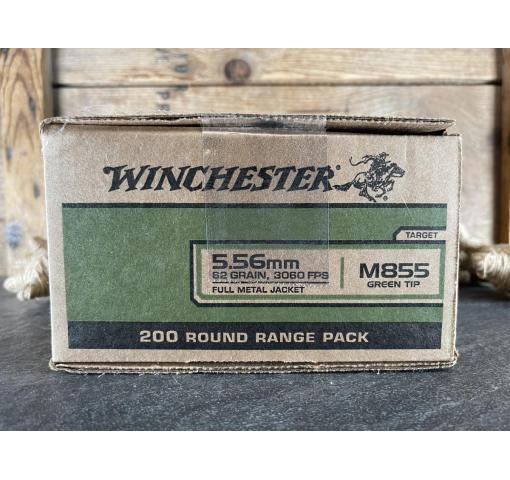 WINCHESTER
TARGET
5.56mm
62 GRAIN, 3060 FPS
FULL METAL JACKET
M855
GREEN TIP
200 ROUND RANGE PACK